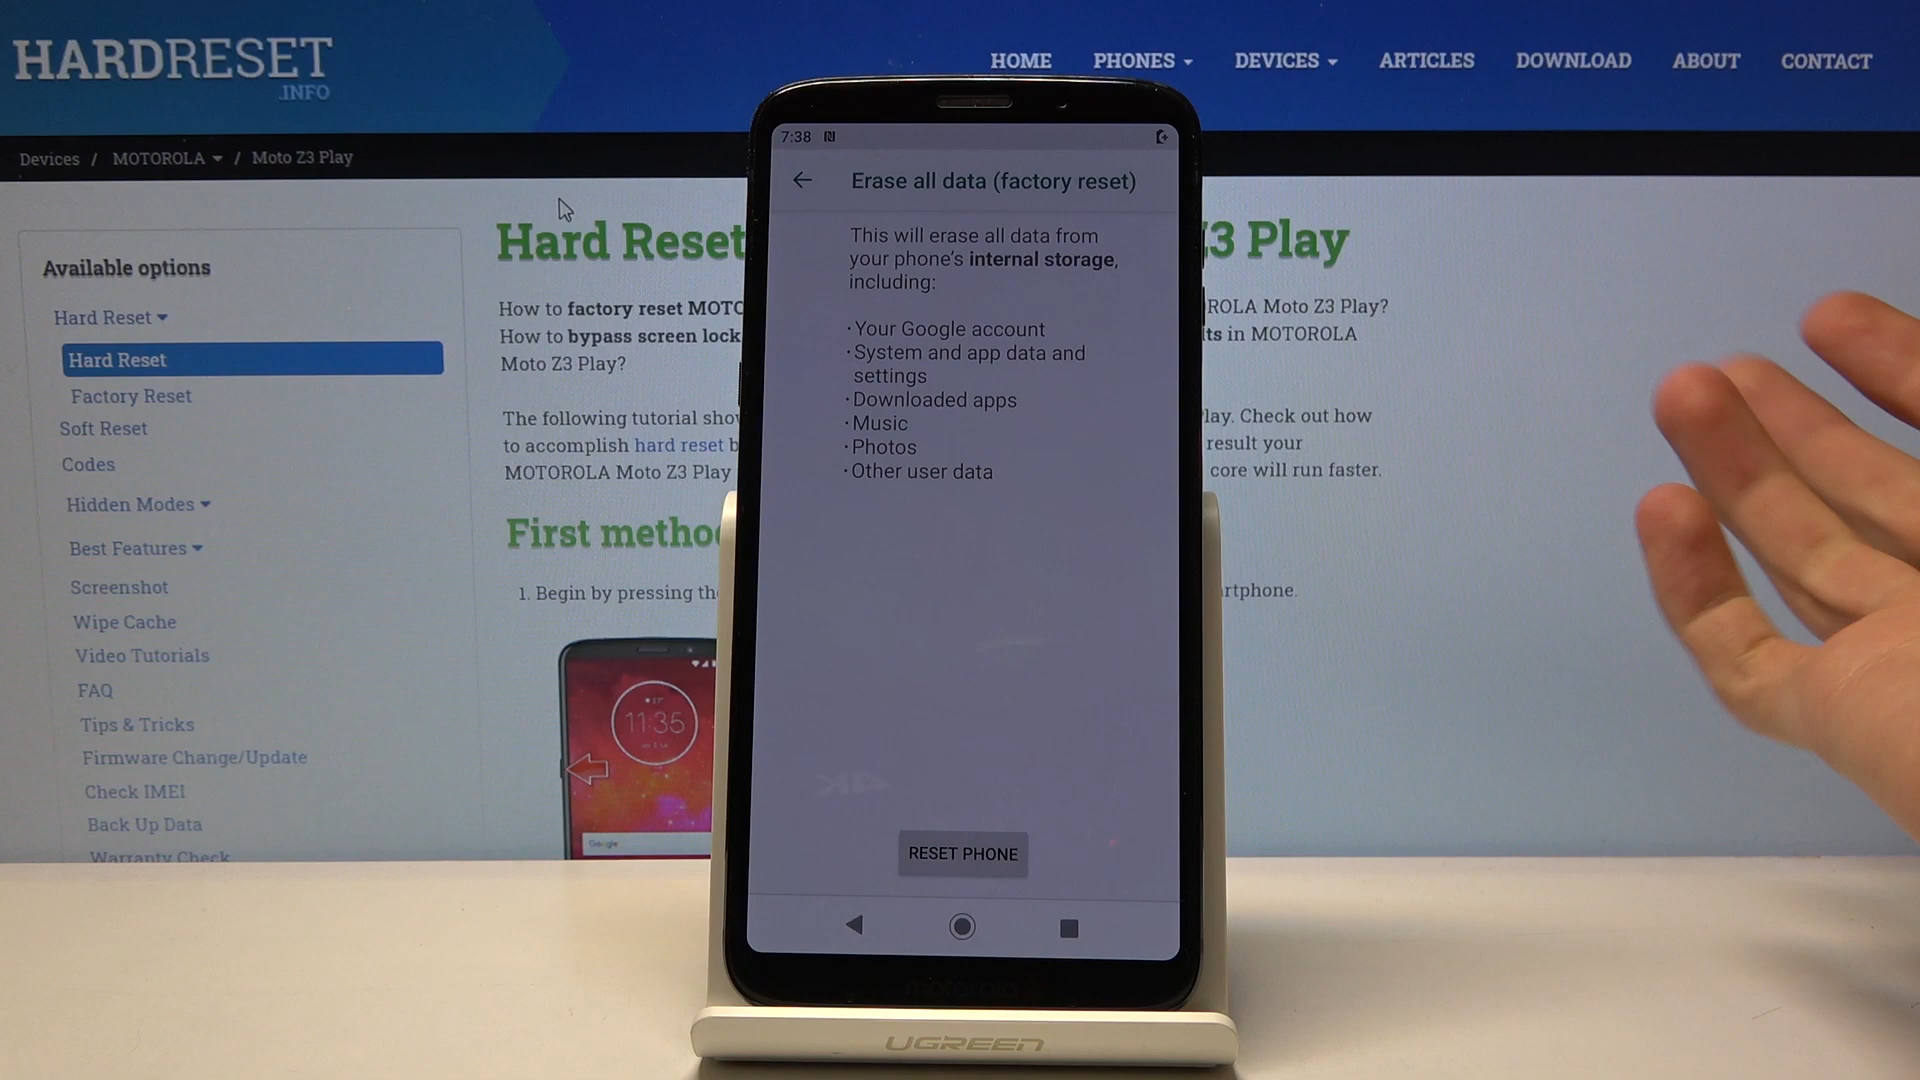 HARDRESET
.INFO
HOME PHONES DEVICES ARTICLES DOWNLOAD ABOUT CONTACT
Devices / MOTOROLA / Moto Z3 Play
Available options
Hard Reset
Hard Reset
Factory Reset
Soft Reset
Codes
Hidden Modes
Best Features
Screenshot
Wipe Cache
Video Tutorials
FAQ
Tips & Tricks
Firmware Change/Update
Check IMEI
Back Up Data
Warranty Check
Hard Reset
Z3 Play
How to factory reset MOTO
ROLA Moto Z3 Play?
How to bypass screen lock
ts in MOTOROLA
Moto Z3 Play?
The following tutorial sho
lay. Check out how
to accomplish hard reset b
result your
MOTOROLA Moto Z3 Play
core will run faster.
First metho
1. Begin by pressing the
rtphone.
11:35
Google
7:38
Erase all data (factory reset)
This will erase all data from
your phone's internal storage,
including:
· Your Google account
· System and app data and
settings
· Downloaded apps
· Music
· Photos
· Other user data
4K
RESET PHONE
motorola
UGREEN